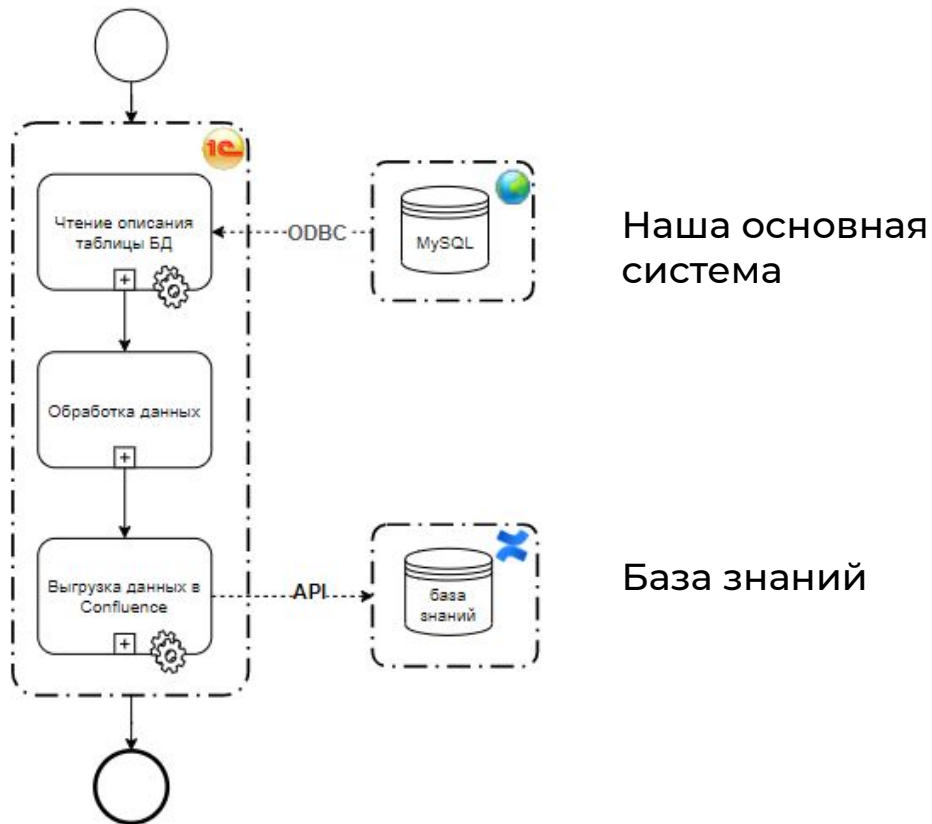 1С
Чтение описания
таблицы БД
ODBC
MySQL
Наша основная
система
Обработка данных
Выгрузка данных в
Confluence
API
база
знаний
База знаний